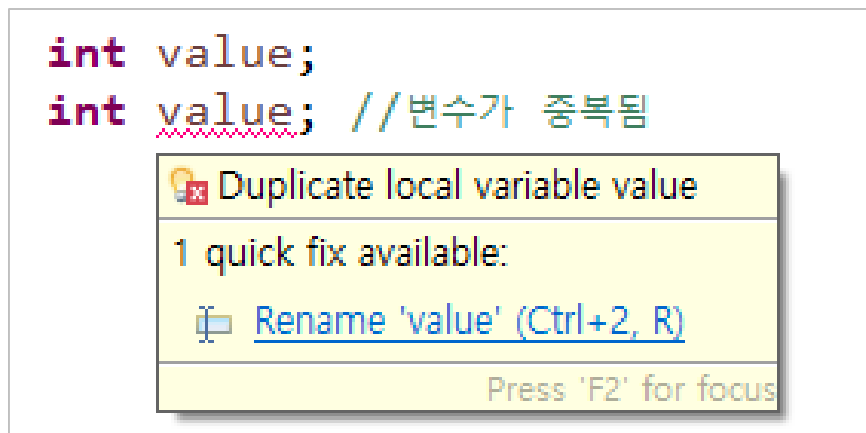 int value;
int value; //변수가 중복됨
Duplicate local variable value
1 quick fix available:
Rename 'value' (Ctrl+2, R)
Press 'F2' for focus